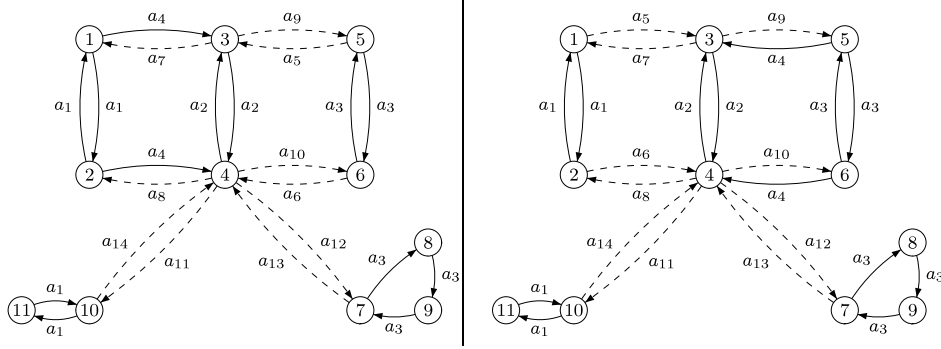 a4 a9 a5 a9
1 3 5 1 3 5
a7 a5 a7 a4
a1 a1 a2 a2 a3 a3 a1 a1 a2 a2 a3 a3
a4 a10 a6 a10
2 4 6 2 4 6
a8 a6 a8 a4
a14 a12 8 a14 a12 8
a11 a13 a3 a3 a11 a13 a3 a3
a1 a1
11 10 7 9 11 10 7 9
a1 a3 a1 a3